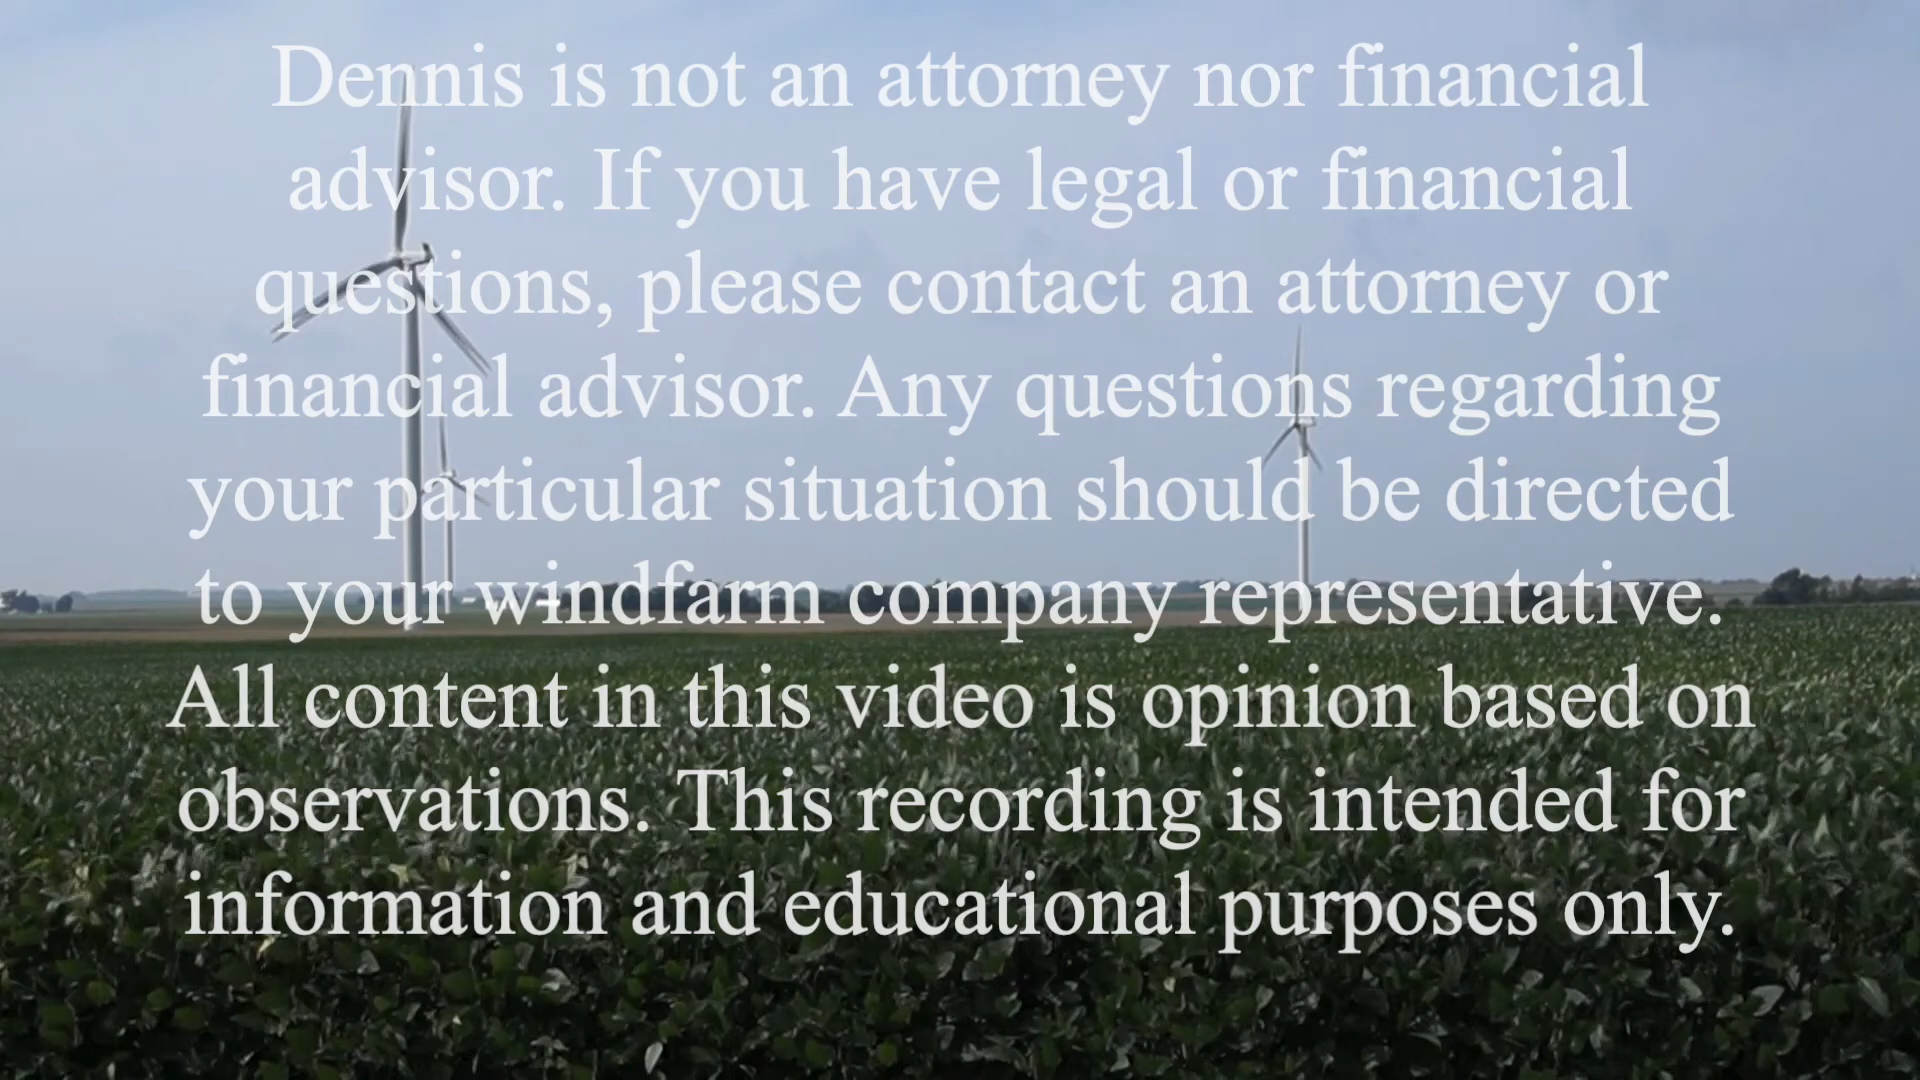 Dennis is not an attorney nor financial
advisor. If you have legal or financial
questions, please contact an attorney or
financial advisor. Any questions regarding
your particular situation should be directed
to your windfarm company representative.
All content in this video is opinion based on
observations. This recording is intended for
information and educational purposes only.